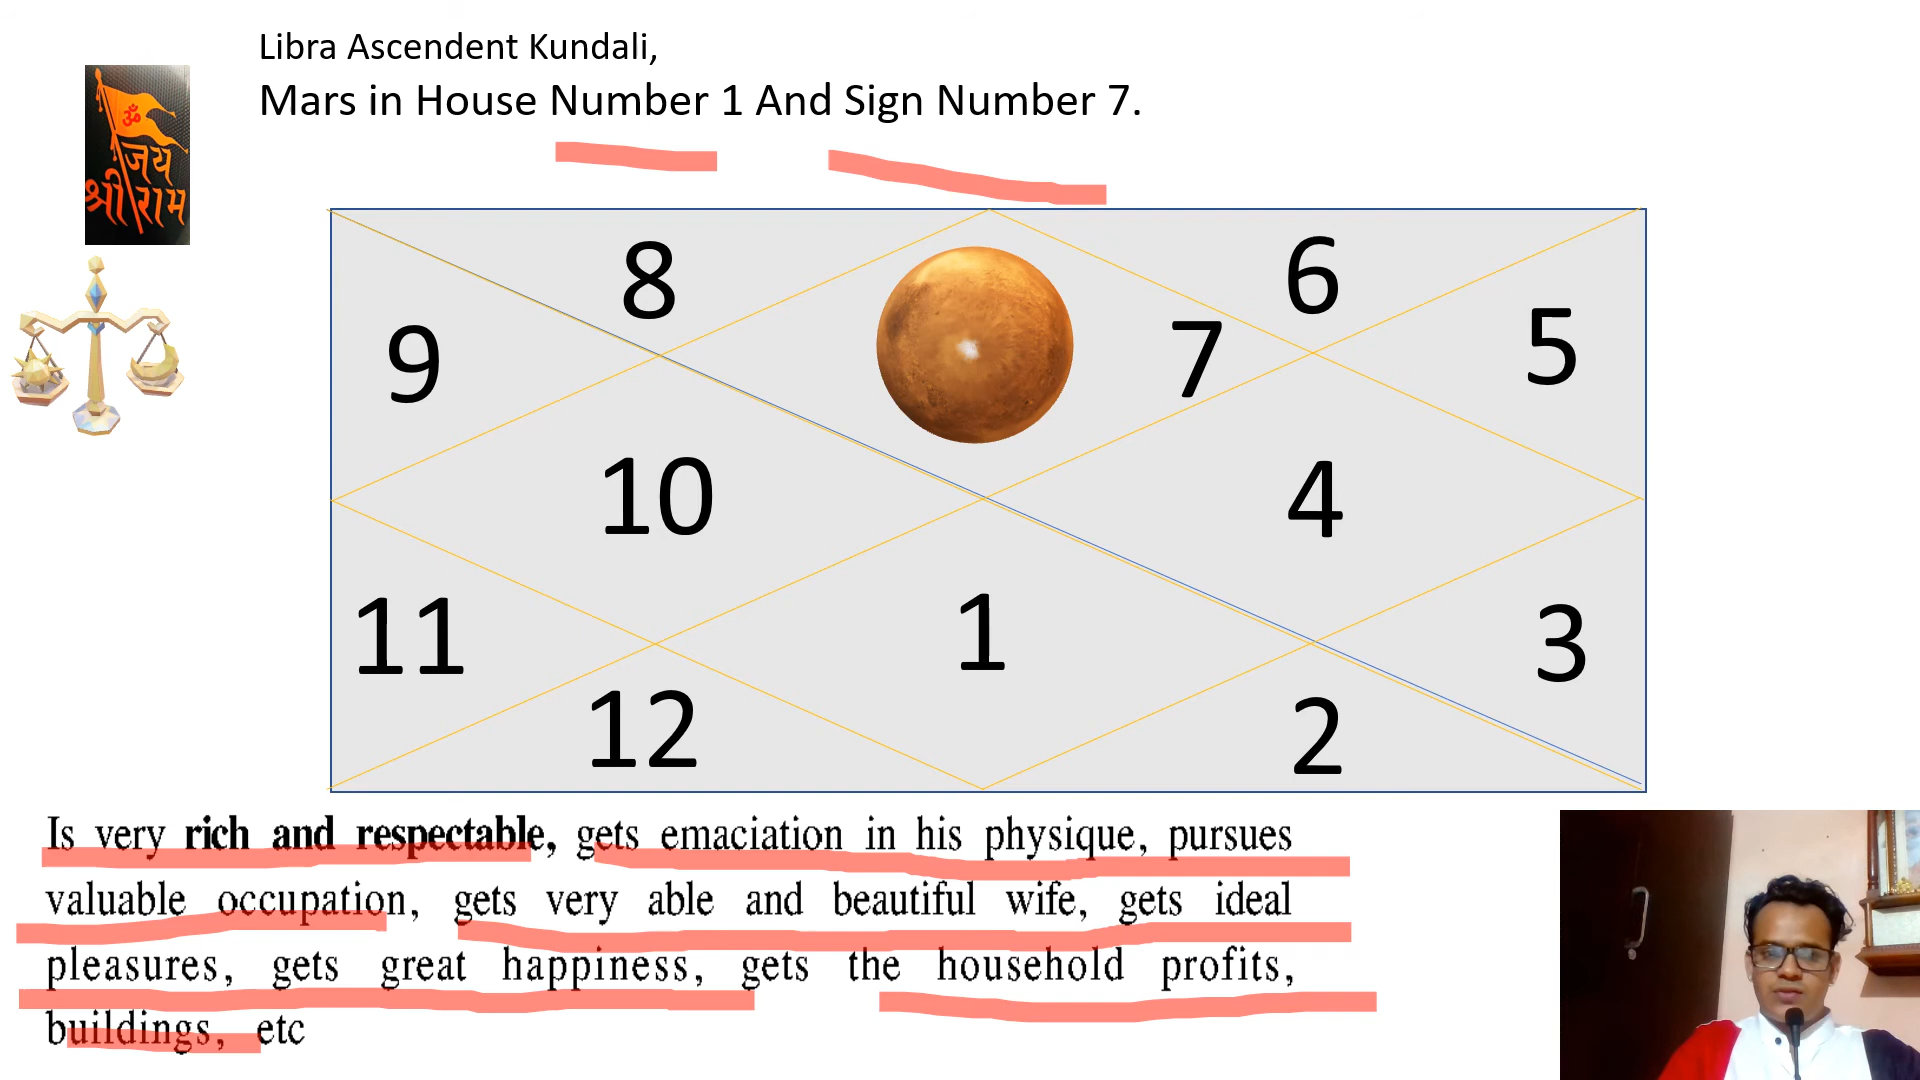 Libra Ascendent Kundali,
Mars in House Number 1 And Sign Number 7.
ॐ
जय
श्री राम
8
6
9
7
5
10
4
11
1
3
12
2
Is very rich and respectable, gets emaciation in his physique, pursues
valuable occupation, gets very able and beautiful wife, gets ideal
pleasures, gets great happiness, gets the household profits,
buildings, etc